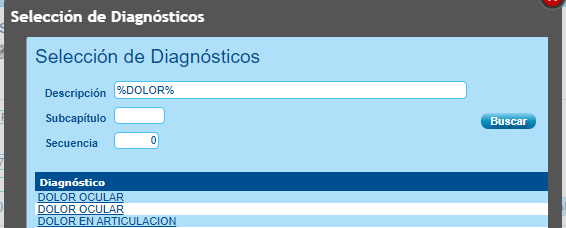 Selección de Diagnósticos
Selección de Diagnósticos
Descripción %DOLOR%
Subcapítulo
Buscar
Secuencia 0
Diagnóstico
DOLOR OCULAR
DOLOR OCULAR
DOLOR EN ARTICULACION